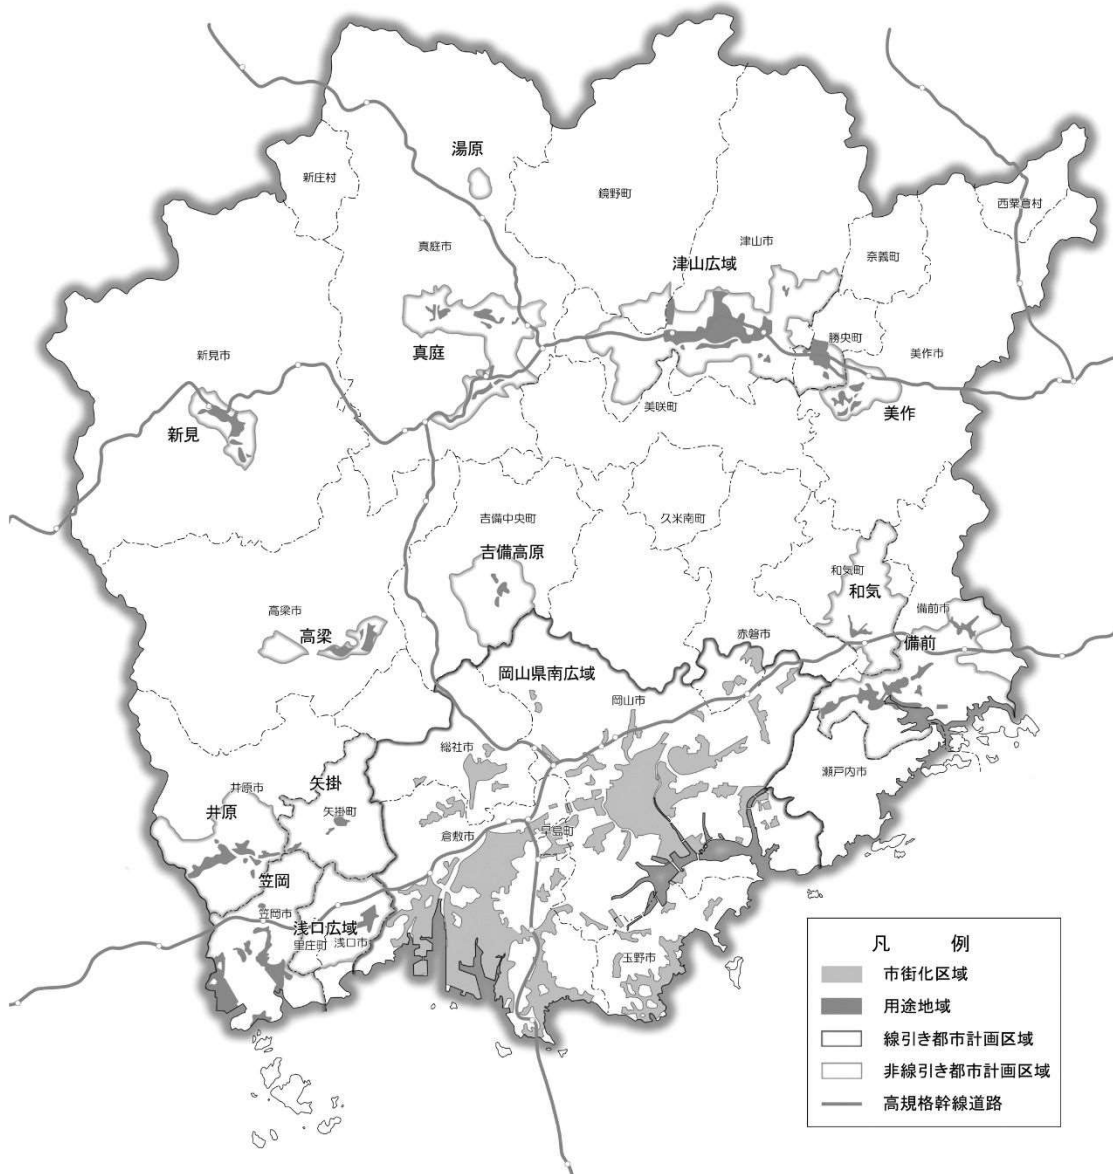 湯原
新庄村
鏡野町
西粟倉村
真庭市
津山市
奈義町
津山広域
勝央町
真庭
新見市
美作市
美咲町
美作
新見
吉備中央町
久米南町
吉備高原
和気町
和気
高梁市
備前市
高梁
赤磐市
備前
岡山県南広域
岡山市
総社市
瀬戸内市
矢掛
井原市
井原
矢掛町
倉敷市
早島町
笠岡
笠岡市
浅口広域
里庄町
浅口市
玉野市
凡 例
市街化区域
用途地域
線引き都市計画区域
非線引き都市計画区域
高規格幹線道路